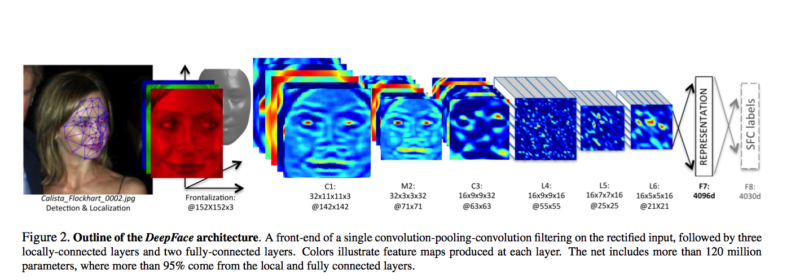 REPRESENTATION
SFC labels
Calista_Flockhart_0002.jpg
Detection & Localization
Frontalization:
@152X152x3
C1:
32x11x11x3
@142x142
M2:
32x3x3x32
@71x71
C3:
16x9x9x32
@63x63
L4:
16x9x9x16
@55x55
L5:
16x7x7x16
@25x25
L6:
16x5x5x16
@21X21
F7:
4096d
F8:
4030d
Figure 2. Outline of the DeepFace architecture. A front-end of a single convolution-pooling-convolution filtering on the rectified input, followed by three
locally-connected layers and two fully-connected layers. Colors illustrate feature maps produced at each layer. The net includes more than 120 million
parameters, where more than 95% come from the local and fully connected layers.